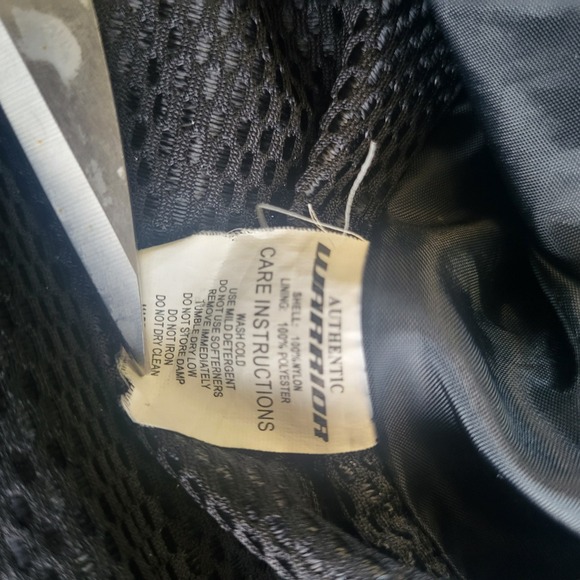 AUTHENTIC
WARRIOR
SHELL: 100% NYLON
LINING: 100% POLYESTER
CARE INSTRUCTIONS
WASH COLD
USE MILD DETERGENT
DO NOT USE SOFTERNERS
REMOVE IMMEDIATELY
TUMBLE DRY LOW
DO NOT STORE DAMP
DO NOT IRON
DO NOT DRY CLEAN